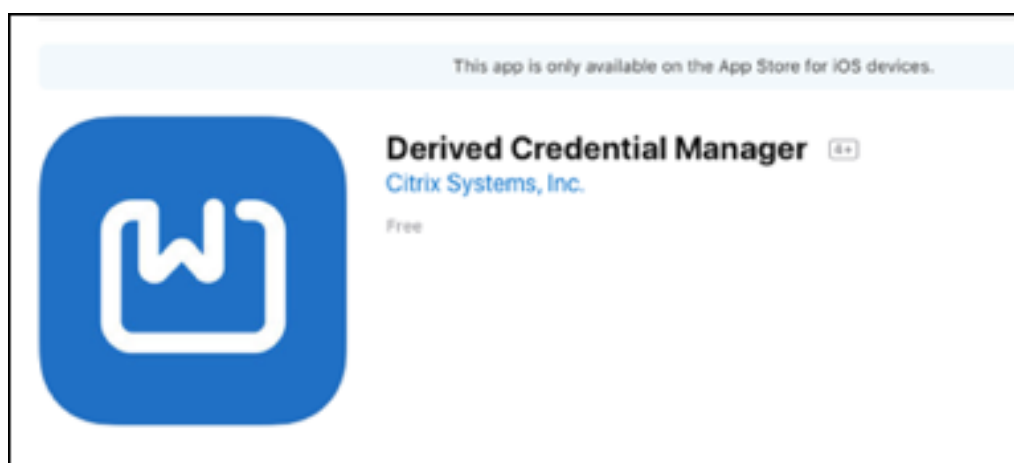 This app is only available on the App Store for iOS devices.
Derived Credential Manager 4+
Citrix Systems, Inc.
Free